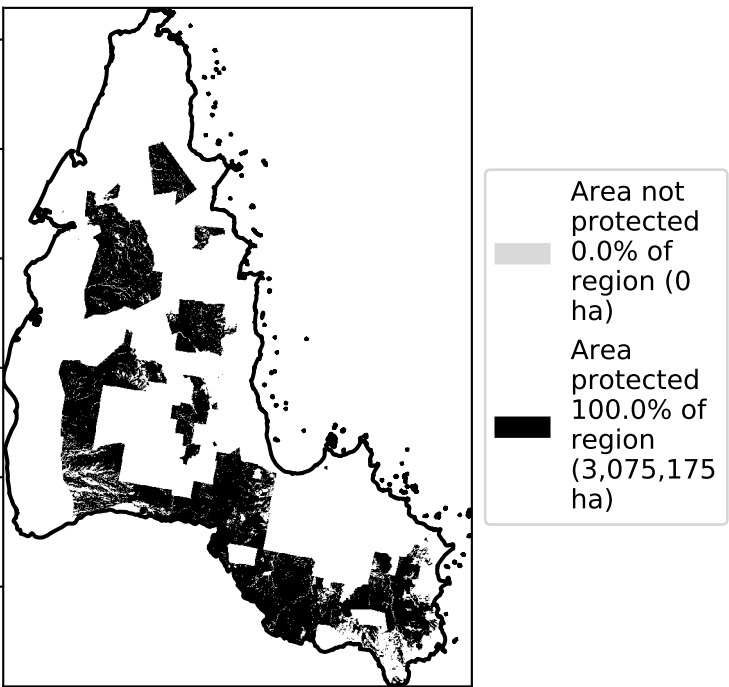 Area not
protected
0.0% of
region (0
ha)
Area
protected
100.0% of
region
(3,075,175
ha)